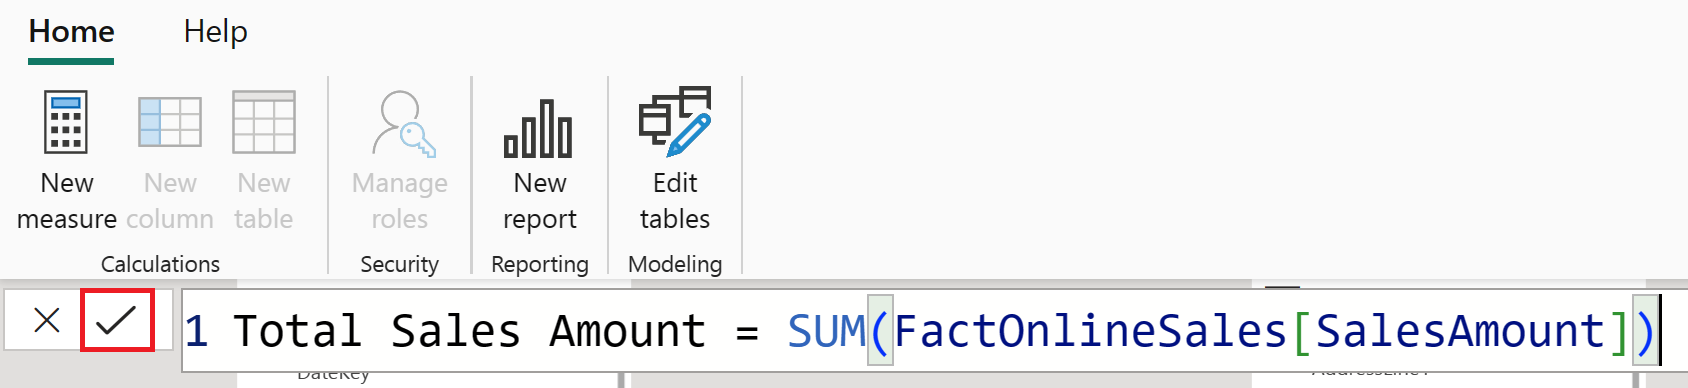 Home Help
New measure
New column
New table
Manage roles
New report
Edit tables
Calculations Security Reporting Modeling
1 Total Sales Amount = SUM(FactOnlineSales[SalesAmount])
DateKey
AddressLine1